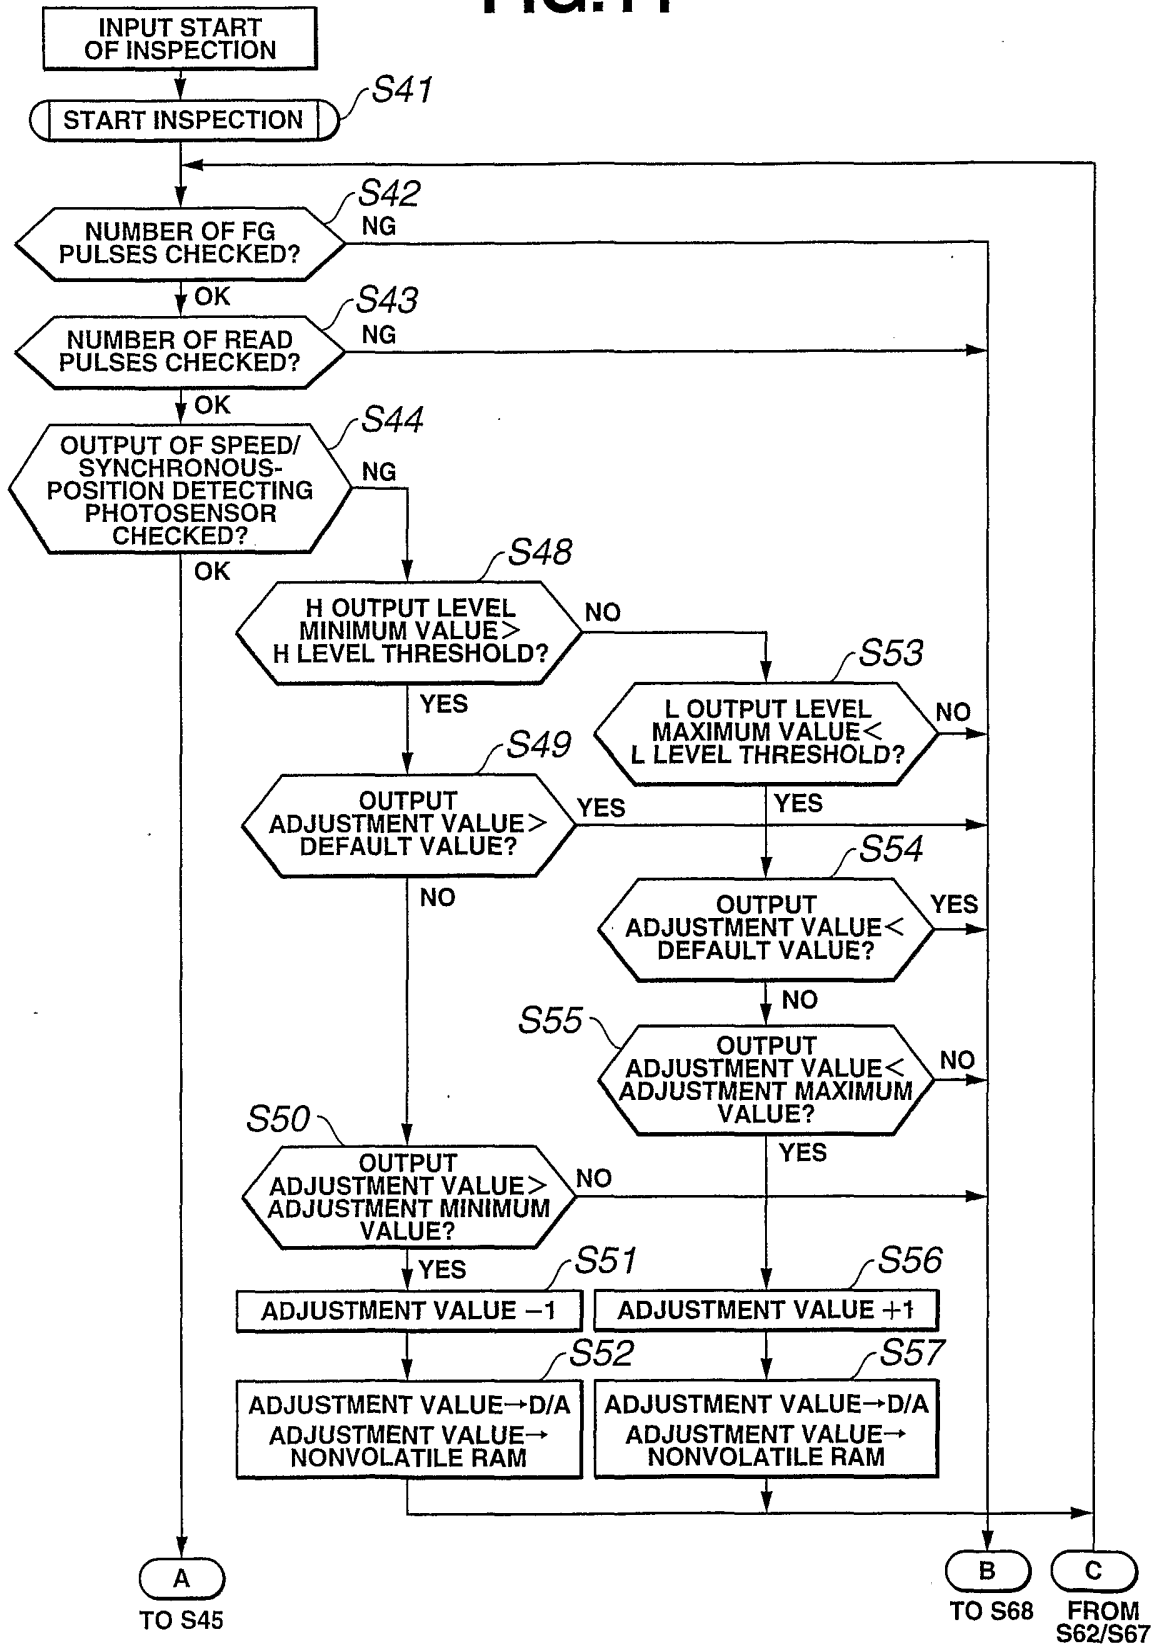 FIG.11
INPUT START
OF INSPECTION
START INSPECTION
S41
S42
NUMBER OF FG
PULSES CHECKED?
NG
OK
S43
NUMBER OF READ
PULSES CHECKED?
NG
OK
S44
OUTPUT OF SPEED/
SYNCHRONOUS-
POSITION DETECTING
PHOTOSENSOR
CHECKED?
NG
OK
S48
H OUTPUT LEVEL
MINIMUM VALUE>
H LEVEL THRESHOLD?
NO
YES
S53
L OUTPUT LEVEL
MAXIMUM VALUE<
L LEVEL THRESHOLD?
NO
YES
S49
OUTPUT
ADJUSTMENT VALUE>
DEFAULT VALUE?
YES
NO
S54
OUTPUT
ADJUSTMENT VALUE<
DEFAULT VALUE?
YES
NO
S55
OUTPUT
ADJUSTMENT VALUE<
ADJUSTMENT MAXIMUM
VALUE?
NO
YES
S50
OUTPUT
ADJUSTMENT VALUE>
ADJUSTMENT MINIMUM
VALUE?
NO
YES
S51
ADJUSTMENT VALUE −1
S56
ADJUSTMENT VALUE +1
S52
ADJUSTMENT VALUE→D/A
ADJUSTMENT VALUE→
NONVOLATILE RAM
S57
ADJUSTMENT VALUE→D/A
ADJUSTMENT VALUE→
NONVOLATILE RAM
A
TO S45
B
TO S68
C
FROM
S62/S67